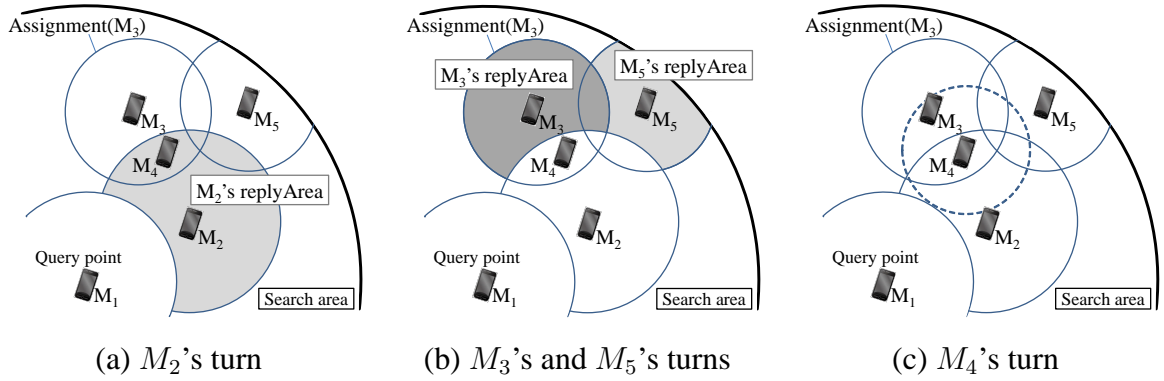 Assignment(M₃)
M₃
M₅
M₄
M₂'s replyArea
M₂
Query point
M₁
Search area
(a) M₂'s turn
Assignment(M₃)
M₃'s replyArea
M₅'s replyArea
M₃
M₅
M₄
M₂
Query point
M₁
Search area
(b) M₃'s and M₅'s turns
Assignment(M₃)
M₃
M₅
M₄
M₂
Query point
M₁
Search area
(c) M₄'s turn